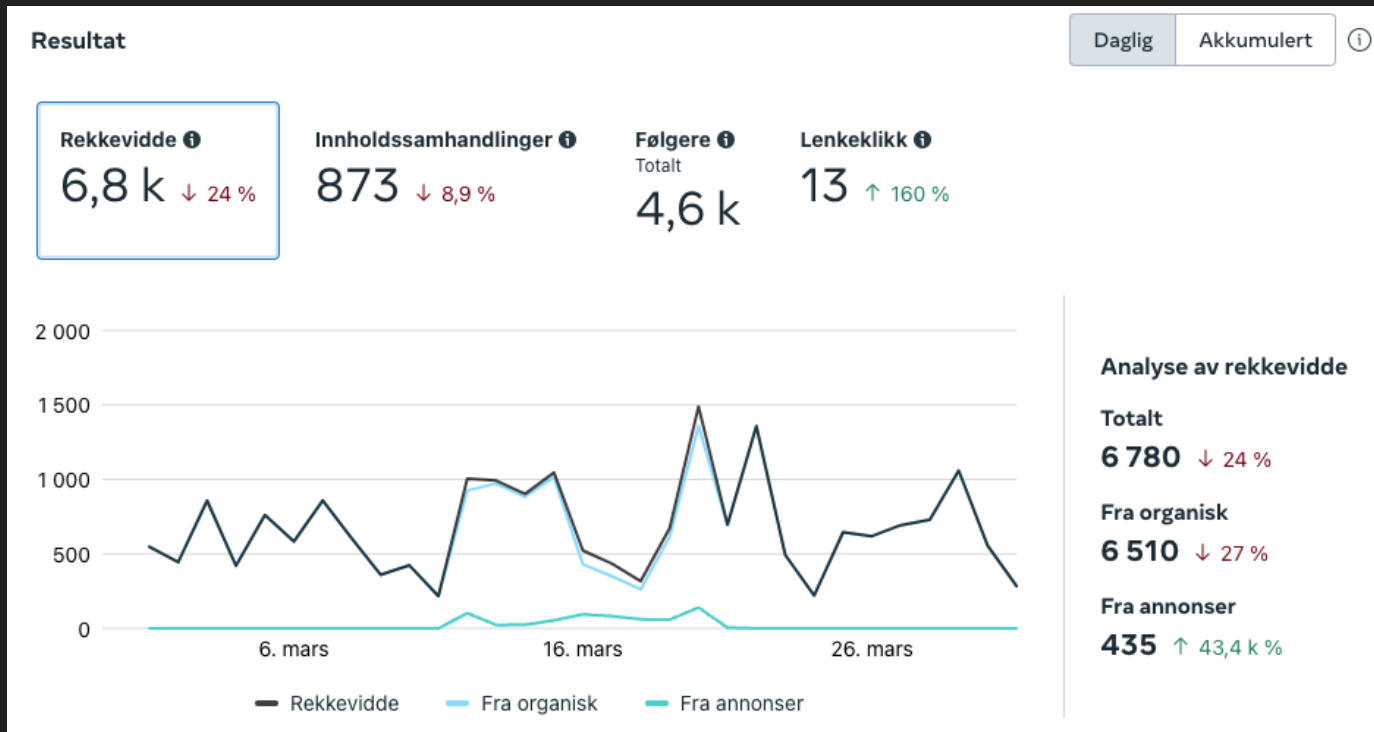 Resultat
Daglig
Akkumulert
Rekkevidde
6,8 k ↓ 24 %
Innholdssamhandlinger
873 ↓ 8,9 %
Følgere
Totalt
4,6 k
Lenkeklikk
13 ↑ 160 %
2 000
1 500
1 000
500
0
6. mars
16. mars
26. mars
Rekkevidde
Fra organisk
Fra annonser
Analyse av rekkevidde
Totalt
6 780 ↓ 24 %
Fra organisk
6 510 ↓ 27 %
Fra annonser
435 ↑ 43,4 k %